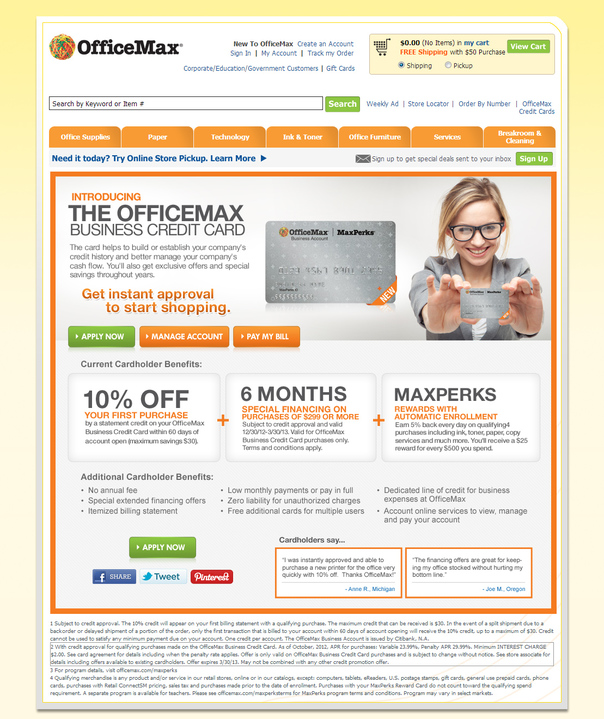 OfficeMax
New To OfficeMax Create an Account
Sign In | My Account | Track my Order
Corporate/Education/Government Customers | Gift Cards
$0.00 (No Items) in my cart
FREE Shipping with $50 Purchase
View Cart
Shipping Pickup
Search by Keyword or Item #
Search
Weekly Ad | Store Locator | Order By Number | OfficeMax
Credit Cards
Office Supplies Paper Technology Ink & Toner Office Furniture Services Breakroom &
Cleaning
Need it today? Try Online Store Pickup. Learn More
Sign up to get special deals sent to your inbox Sign Up
INTRODUCING
THE OFFICEMAX
BUSINESS CREDIT CARD
The card helps to build or establish your company's
credit history and better manage your company's
cash flow. You'll also get exclusive offers and special
savings throughout years.
Get instant approval
to start shopping.
OfficeMax | MaxPerks
Business Account
NEW
APPLY NOW MANAGE ACCOUNT PAY MY BILL
Current Cardholder Benefits:
10% OFF
YOUR FIRST PURCHASE
by a statement credit on your OfficeMax
Business Credit Card within 60 days of
account open (maximum savings $30).
+
6 MONTHS
SPECIAL FINANCING ON
PURCHASES OF $299 OR MORE
Subject to credit approval and valid
12/30/12-3/30/13. Valid for OfficeMax
Business Credit Card purchases only.
Terms and conditions apply.
+
MAXPERKS
REWARDS WITH
AUTOMATIC ENROLLMENT
Earn 5% back every day on qualifying4
purchases including ink, toner, paper, copy
services and much more. You'll receive a $25
reward for every $500 you spend.
Additional Cardholder Benefits:
• No annual fee
• Special extended financing offers
• Itemized billing statement
• Low monthly payments or pay in full
• Zero liability for unauthorized charges
• Free additional cards for multiple users
• Dedicated line of credit for business
expenses at OfficeMax
• Account online services to view, manage
and pay your account
APPLY NOW
SHARE Tweet Pinterest
Cardholders say...
"I was instantly approved and able to
purchase a new printer for the office very
quickly with 10% off. Thanks OfficeMax!"
- Anne R., Michigan
"The financing offers are great for keep-
ing my office stocked without hurting my
bottom line."
- Joe M., Oregon
1 Subject to credit approval. The 10% credit will appear on your first billing statement with a qualifying purchase. The maximum credit that can be received is $30. In the event of a split shipment due to a
backorder or delayed shipment of a portion of the order, only the first transaction that is billed to your account within 60 days of account opening will receive the 10% credit, up to a maximum of $30. Credit
cannot be used to satisfy any minimum payment due on your account. One credit per account. The OfficeMax Business Account is issued by Citibank, N.A.
2 With credit approval for qualifying purchases made on the OfficeMax Business Credit Card. As of October, 2012, APR for purchases: Variable 23.99%. Penalty APR 29.99%. Minimum INTEREST CHARGE
$2.00. See card agreement for details including when the penalty rate applies. Offer is only valid on OfficeMax Business Card purchases and is subject to change without notice. See store associate for
details including offers available to existing cardholders. Offer expires 3/30/13. May not be combined with any other credit promotion offer.
3 For program details, visit officemax.com/maxperks
4 Qualifying merchandise is any product and/or service in our retail stores, online or in our catalogs, except: computers, tablets, eReaders, U.S. postage stamps, gift cards, general use prepaid cards, phone
cards, purchases with Retail ConnectSM pricing, sales tax and purchases made prior to the date of enrollment. Purchases with your MaxPerks Reward Card do not count toward the qualifying spend
requirement. A separate program is available for teachers. Please see officemax.com/maxperksterms for MaxPerks program terms and conditions. Program may vary in select markets.